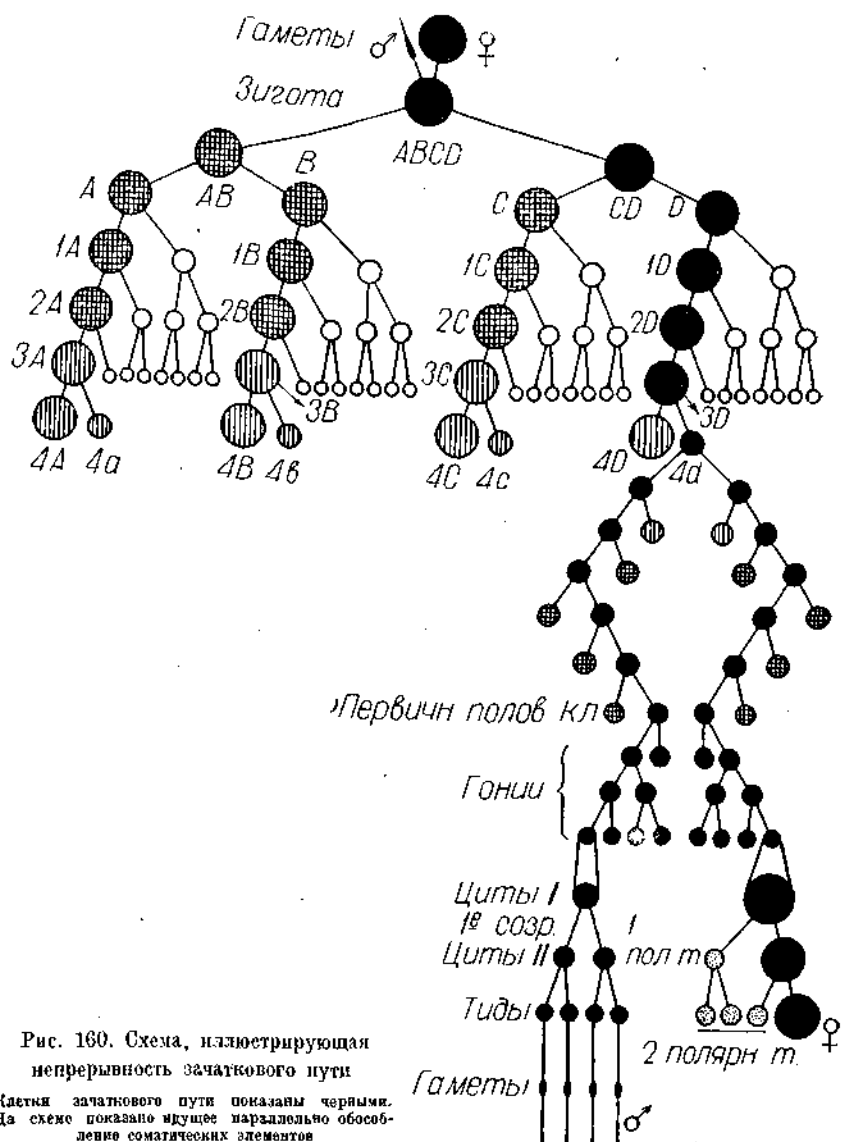 Гаметы ♂ ♀
Зигота
ABCD
AB
CD
A
B
C
D
1A
1B
1C
1D
2A
2B
2C
2D
3A
3B
3C
3D
4A 4a
4B 4в
4C 4c
4D 4d
Первичн полов кл
Гонии
Циты I
1е созр. 1
Циты II пол т
Тиды ♀
2 полярн т.
Гаметы ♂
Рис. 160. Схема, иллюстрирующая
непрерывность зачаткового пути
Клетки зачаткового пути показаны черными.
На схеме показано идущее параллельно обособ-
ление соматических элементов